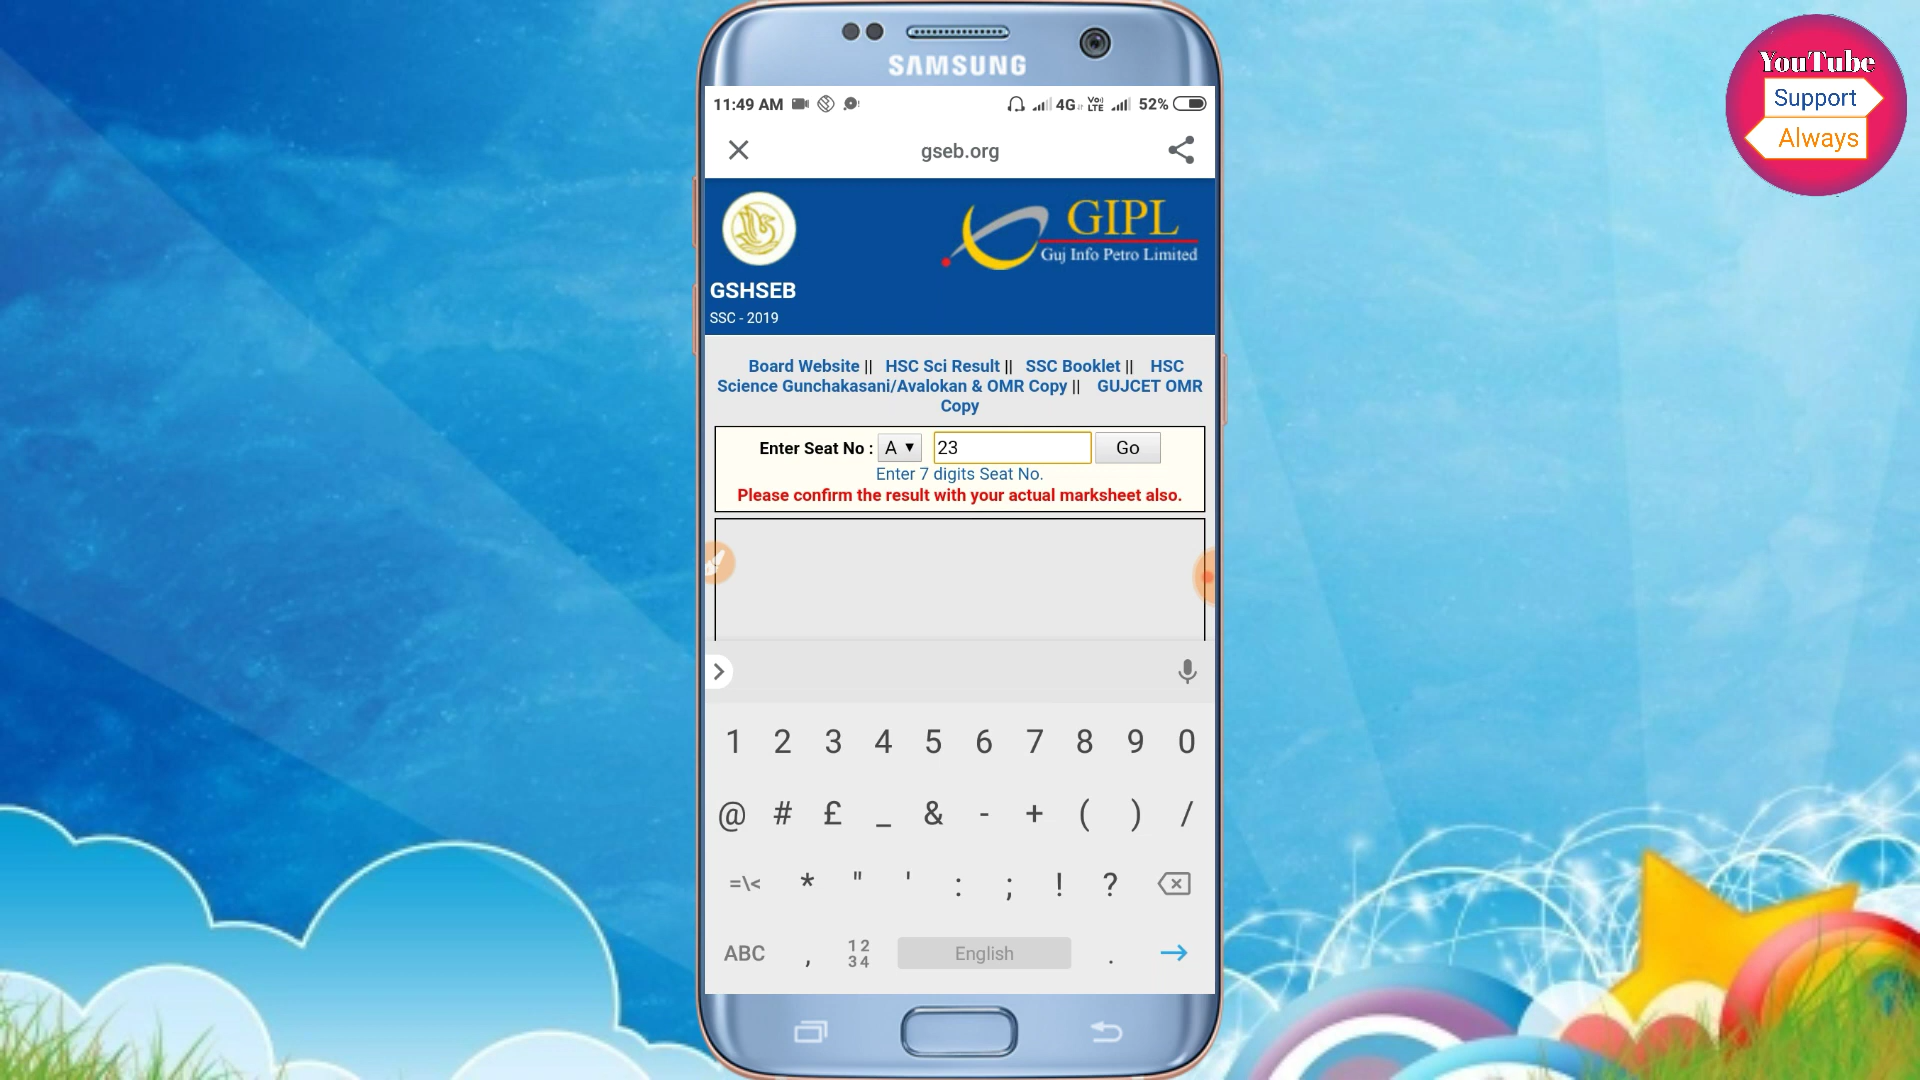 SAMSUNG
YouTube
Support
Always
11:49 AM 4G VoLTE 52%
gseb.org
GIPL
Guj Info Petro Limited
GSHSEB
SSC - 2019
Board Website || HSC Sci Result || SSC Booklet || HSC
Science Gunchakasani/Avalokan & OMR Copy || GUJCET OMR
Copy
Enter Seat No : A 23 Go
Enter 7 digits Seat No.
Please confirm the result with your actual marksheet also.
1 2 3 4 5 6 7 8 9 0
@ # £ _ & - + ( ) /
=\< * " ' : ; ! ?
ABC , 12 34 English .